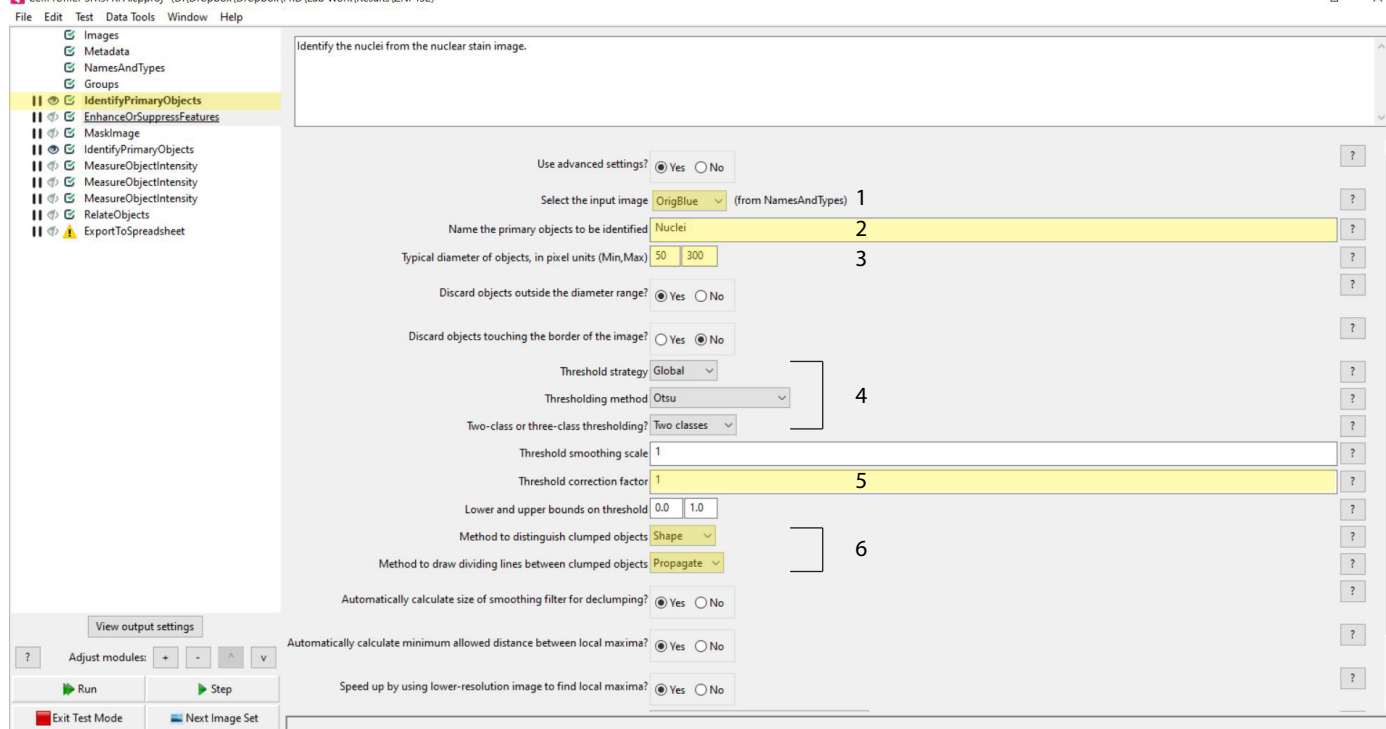 File Edit Test Data Tools Window Help
Images
Metadata
NamesAndTypes
Groups
IdentifyPrimaryObjects
EnhanceOrSuppressFeatures
MaskImage
IdentifyPrimaryObjects
MeasureObjectIntensity
MeasureObjectIntensity
MeasureObjectIntensity
RelateObjects
ExportToSpreadsheet
View output settings
? Adjust modules: + - ^ v
Run Step
Exit Test Mode Next Image Set
Identify the nuclei from the nuclear stain image.
Use advanced settings? Yes No ?
Select the input image OrigBlue (from NamesAndTypes) 1 ?
Name the primary objects to be identified Nuclei 2 ?
Typical diameter of objects, in pixel units (Min,Max) 50 300 3 ?
Discard objects outside the diameter range? Yes No ?
Discard objects touching the border of the image? Yes No ?
Threshold strategy Global ?
Thresholding method Otsu 4 ?
Two-class or three-class thresholding? Two classes ?
Threshold smoothing scale 1 ?
Threshold correction factor 1 5 ?
Lower and upper bounds on threshold 0.0 1.0 ?
Method to distinguish clumped objects Shape ?
6
Method to draw dividing lines between clumped objects Propagate ?
Automatically calculate size of smoothing filter for declumping? Yes No ?
Automatically calculate minimum allowed distance between local maxima? Yes No ?
Speed up by using lower-resolution image to find local maxima? Yes No ?